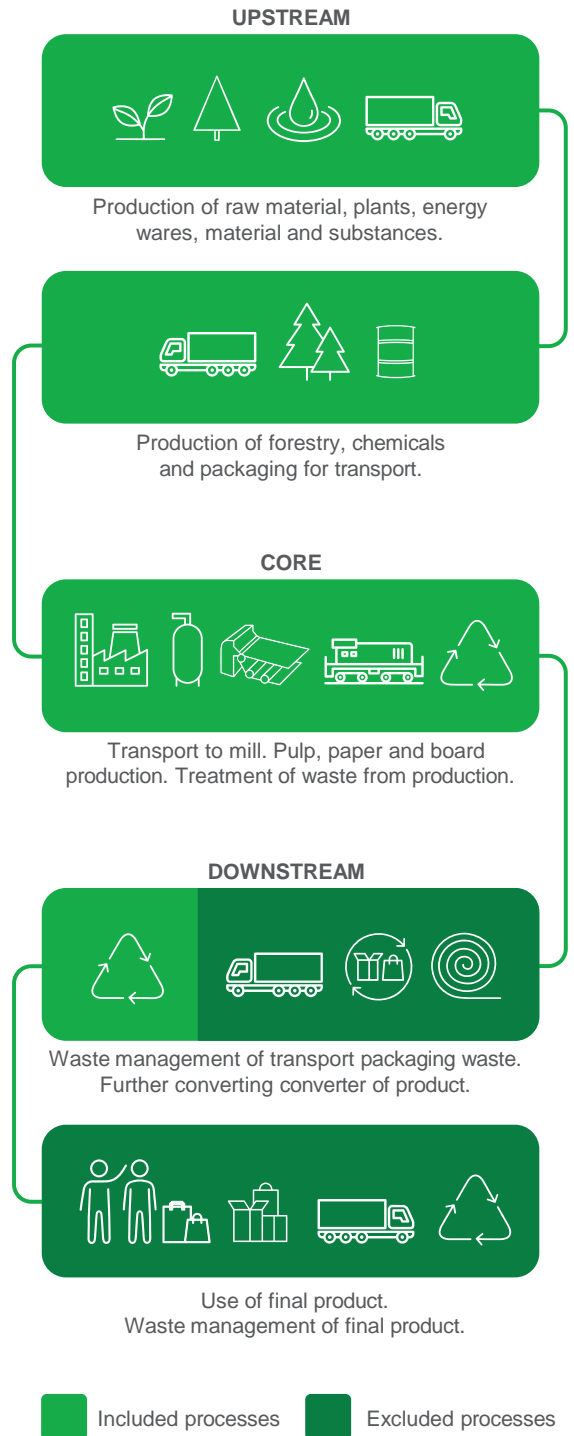 UPSTREAM
Production of raw material, plants, energy
wares, material and substances.
Production of forestry, chemicals
and packaging for transport.
CORE
Transport to mill. Pulp, paper and board
production. Treatment of waste from production.
DOWNSTREAM
Waste management of transport packaging waste.
Further converting converter of product.
Use of final product.
Waste management of final product.
Included processes
Excluded processes